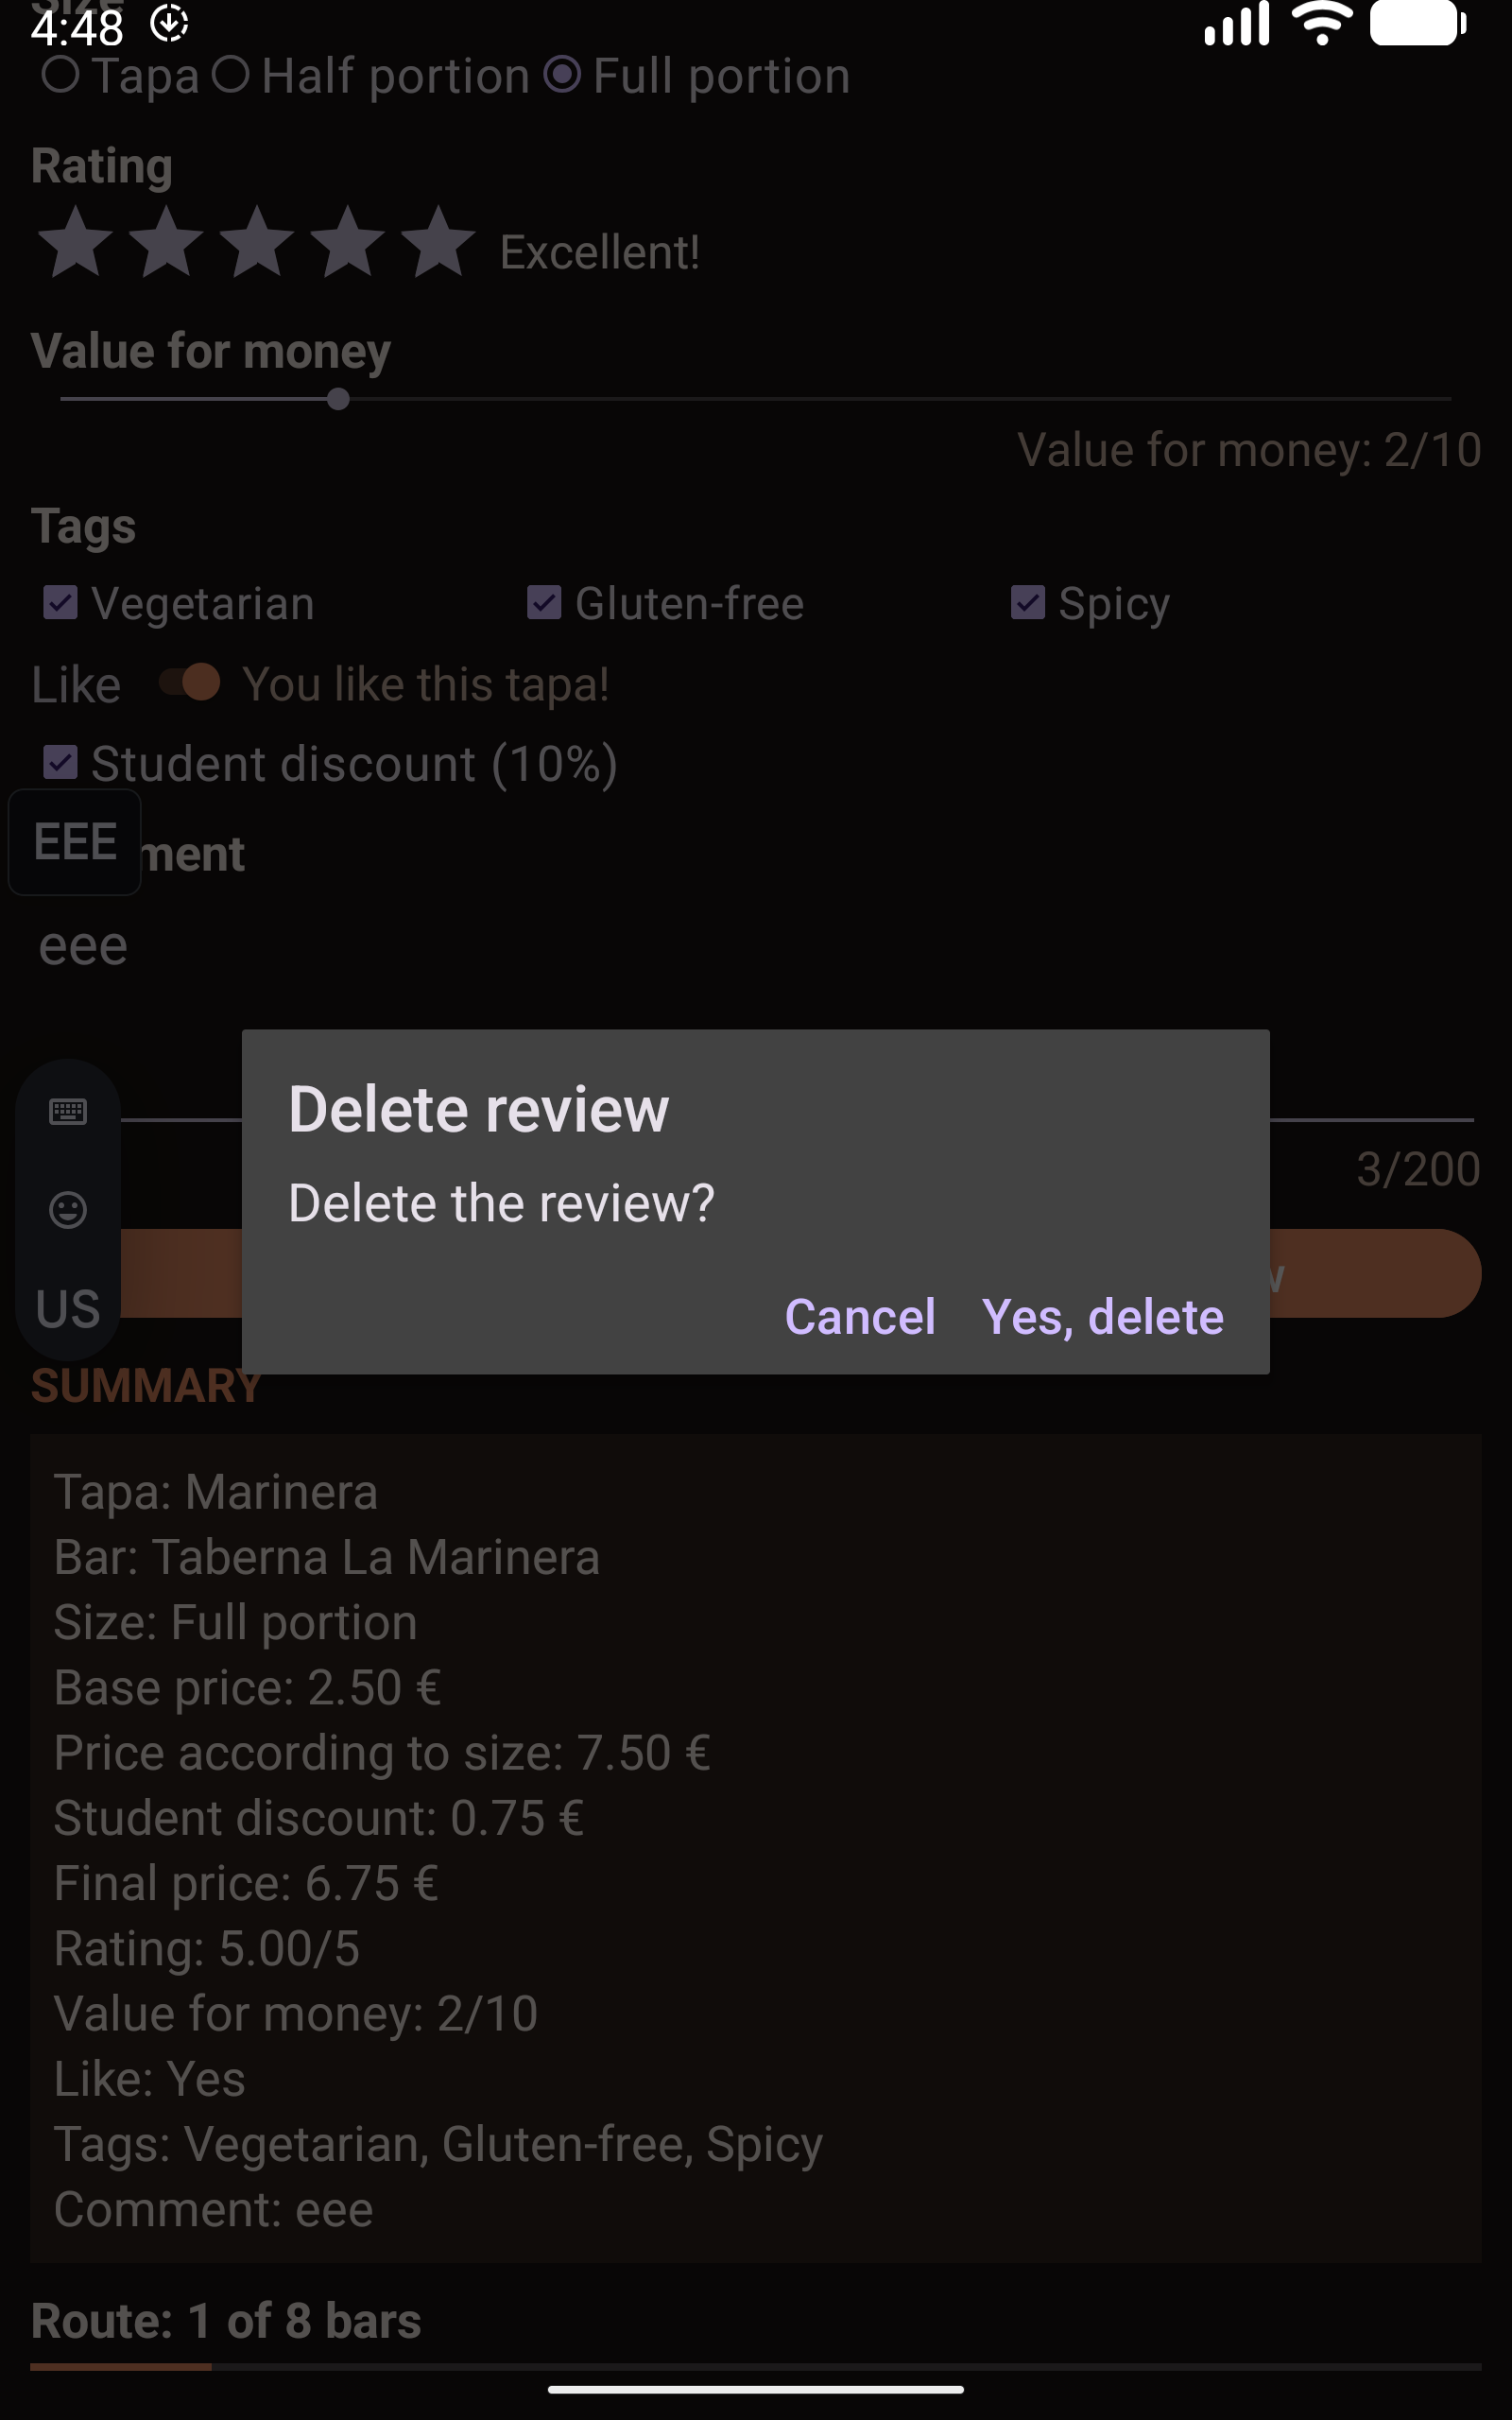 Size
4:48
Tapa Half portion Full portion
Rating
Excellent!
Value for money
Value for money: 2/10
Tags
Vegetarian Gluten-free Spicy
Like You like this tapa!
Student discount (10%)
EEE
ment
eee
Delete review
Delete the review?
3/200
Cancel Yes, delete
US
SUMMARY
Tapa: Marinera
Bar: Taberna La Marinera
Size: Full portion
Base price: 2.50 €
Price according to size: 7.50 €
Student discount: 0.75 €
Final price: 6.75 €
Rating: 5.00/5
Value for money: 2/10
Like: Yes
Tags: Vegetarian, Gluten-free, Spicy
Comment: eee
Route: 1 of 8 bars